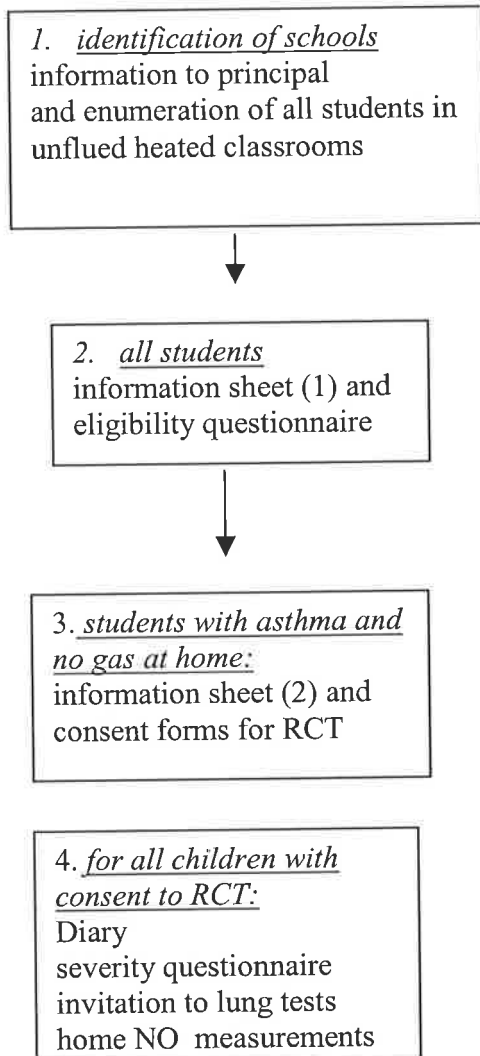 1. identification of schools
information to principal
and enumeration of all students in
unflued heated classrooms
2. all students
information sheet (1) and
eligibility questionnaire
3. students with asthma and
no gas at home:
information sheet (2) and
consent forms for RCT
4. for all children with
consent to RCT:
Diary
severity questionnaire
invitation to lung tests
home NO measurements